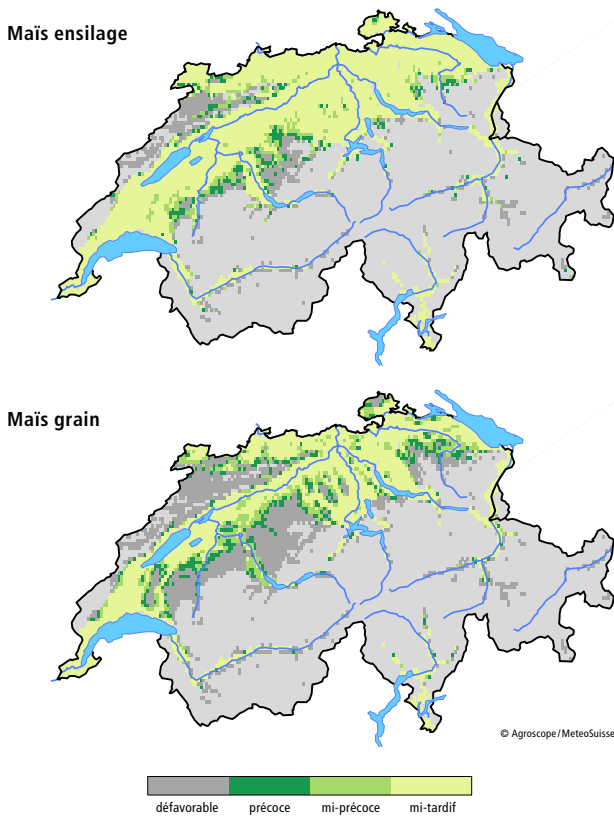 Maïs ensilage
Maïs grain
© Agroscope/MeteoSuisse
défavorable précoce mi-précoce mi-tardif